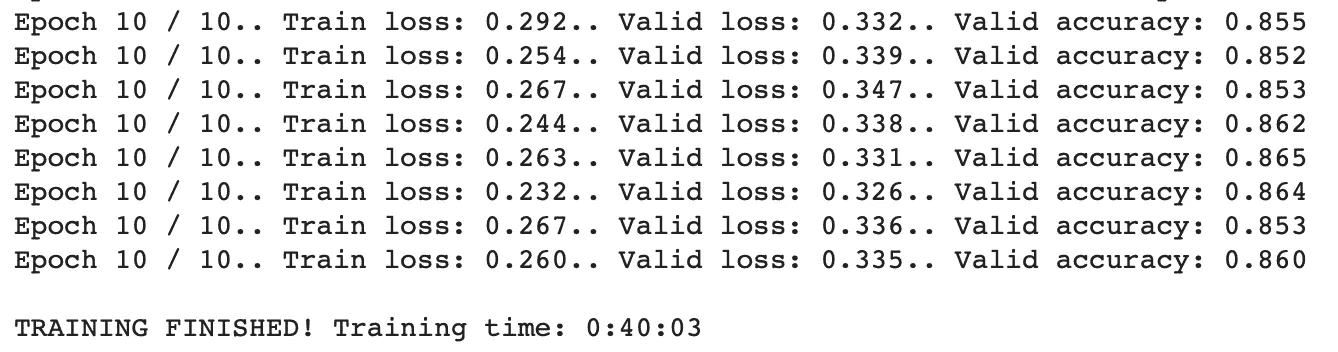 Epoch 10 / 10.. Train loss: 0.292.. Valid loss: 0.332.. Valid accuracy: 0.855
Epoch 10 / 10.. Train loss: 0.254.. Valid loss: 0.339.. Valid accuracy: 0.852
Epoch 10 / 10.. Train loss: 0.267.. Valid loss: 0.347.. Valid accuracy: 0.853
Epoch 10 / 10.. Train loss: 0.244.. Valid loss: 0.338.. Valid accuracy: 0.862
Epoch 10 / 10.. Train loss: 0.263.. Valid loss: 0.331.. Valid accuracy: 0.865
Epoch 10 / 10.. Train loss: 0.232.. Valid loss: 0.326.. Valid accuracy: 0.864
Epoch 10 / 10.. Train loss: 0.267.. Valid loss: 0.336.. Valid accuracy: 0.853
Epoch 10 / 10.. Train loss: 0.260.. Valid loss: 0.335.. Valid accuracy: 0.860
TRAINING FINISHED! Training time: 0:40:03